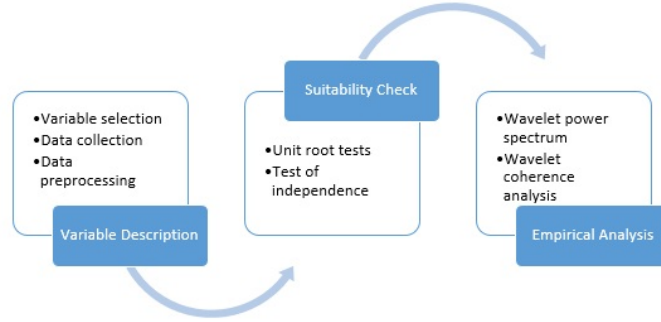 •Variable selection
•Data collection
•Data
preprocessing
Variable Description
Suitability Check
•Unit root tests
•Test of
independence
•Wavelet power
spectrum
•Wavelet
coherence
analysis
Empirical Analysis